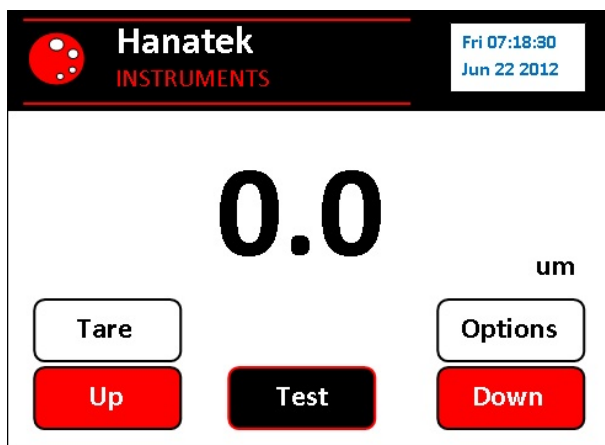 Hanatek
INSTRUMENTS
Fri 07:18:30
Jun 22 2012
0.0
um
Tare
Options
Up
Test
Down